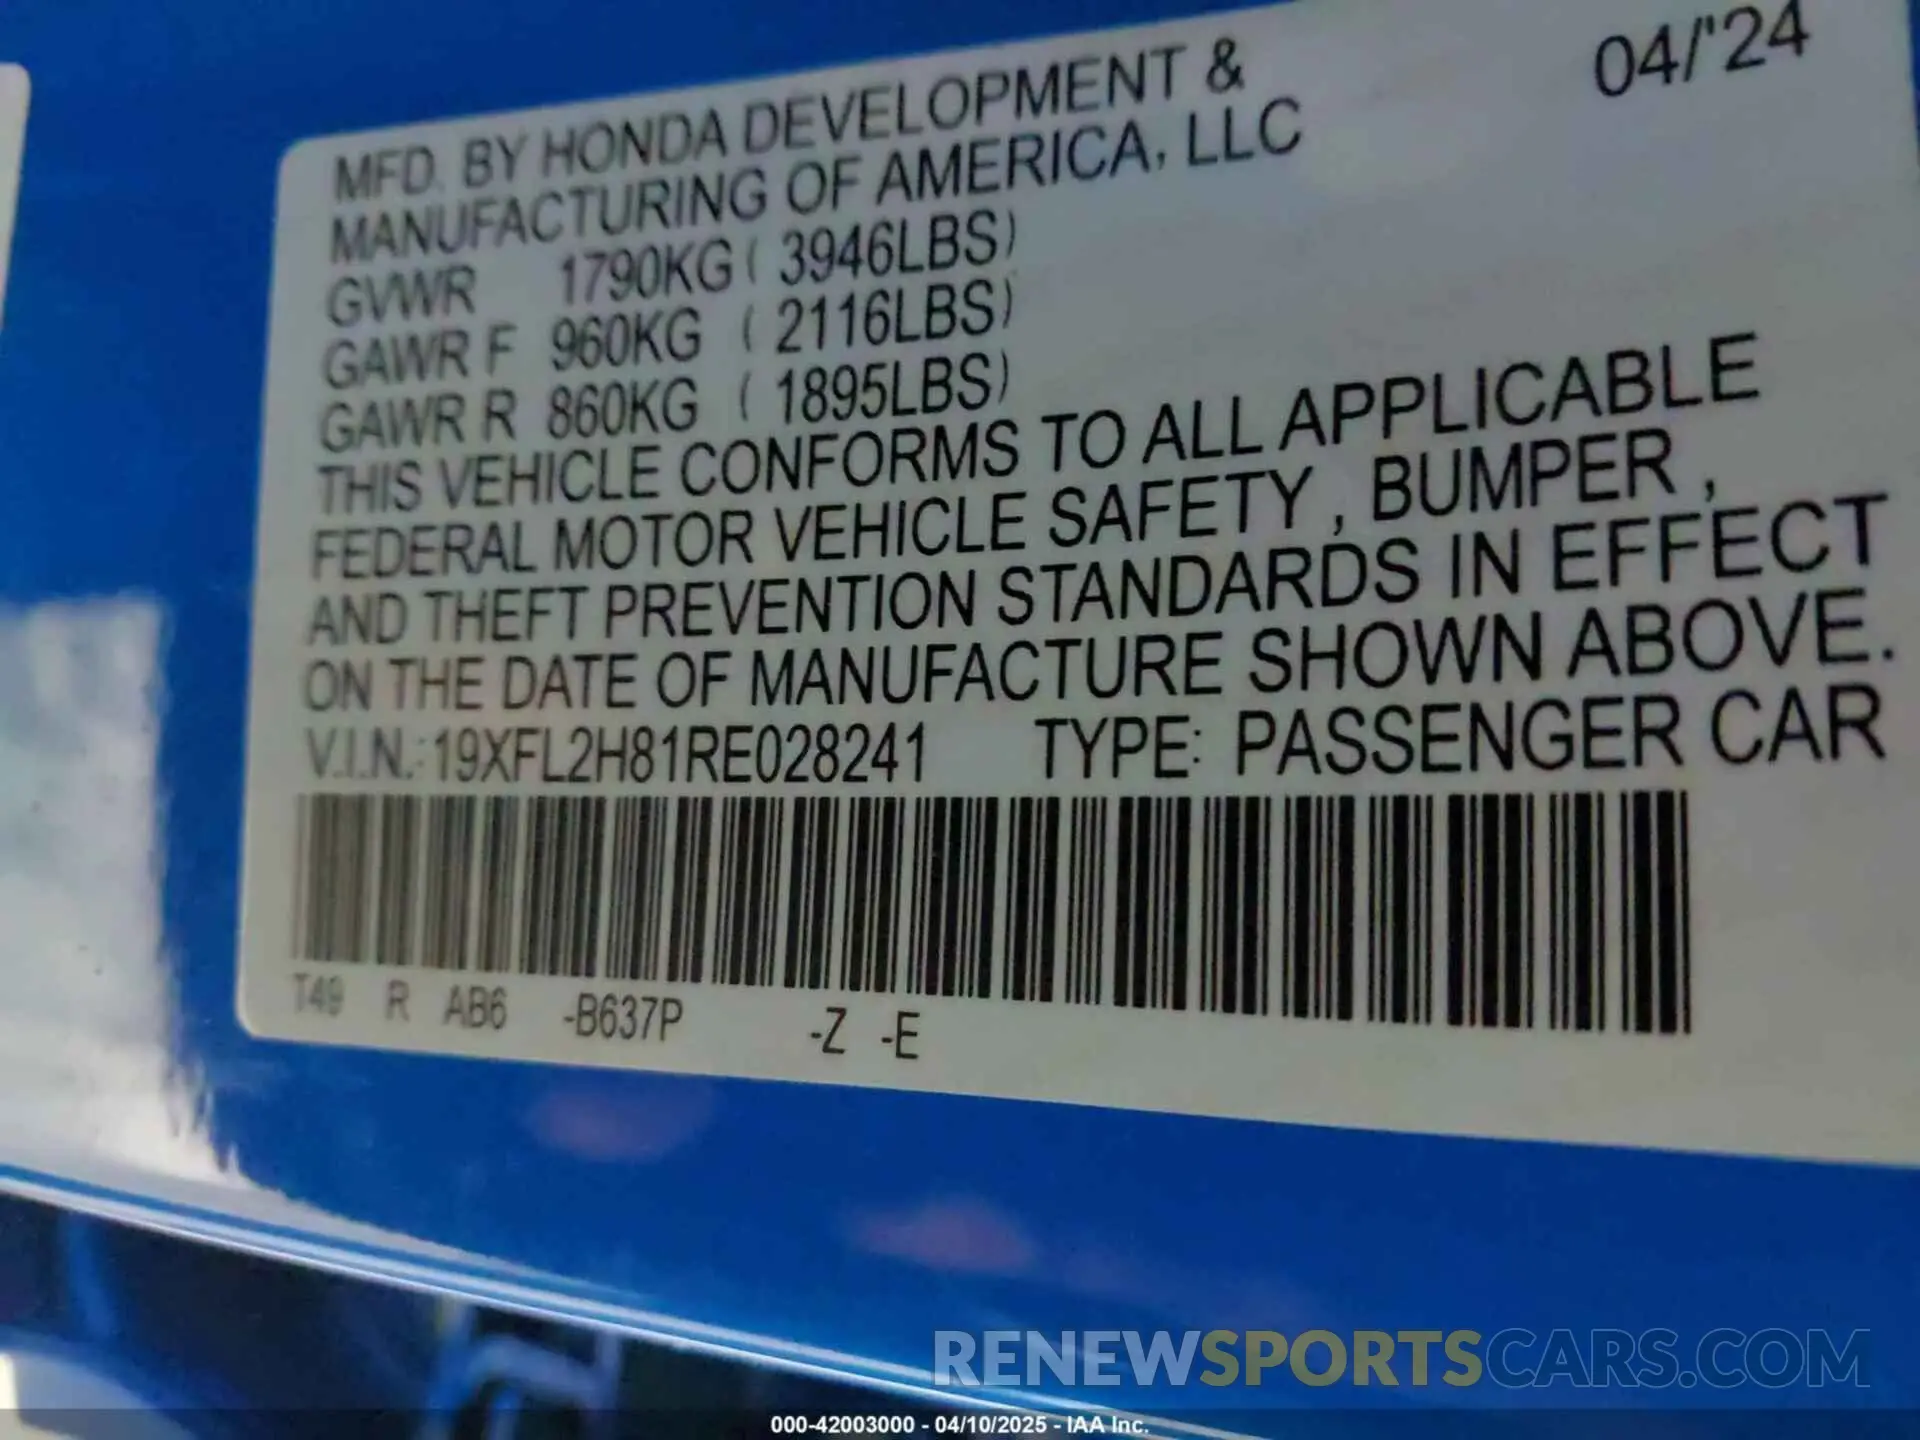 04/'24
MFD. BY HONDA DEVELOPMENT &
MANUFACTURING OF AMERICA, LLC
GVWR 1790KG ( 3946LBS)
GAWR F 960KG ( 2116LBS)
GAWR R 860KG ( 1895LBS)
THIS VEHICLE CONFORMS TO ALL APPLICABLE
FEDERAL MOTOR VEHICLE SAFETY , BUMPER ,
AND THEFT PREVENTION STANDARDS IN EFFECT
ON THE DATE OF MANUFACTURE SHOWN ABOVE.
V.I.N.: 19XFL2H81RE028241 TYPE: PASSENGER CAR
T49 R AB6 -B637P -Z -E
RENEWSPORTSCARS.COM
000-42003000 - 04/10/2025 - IAA Inc.